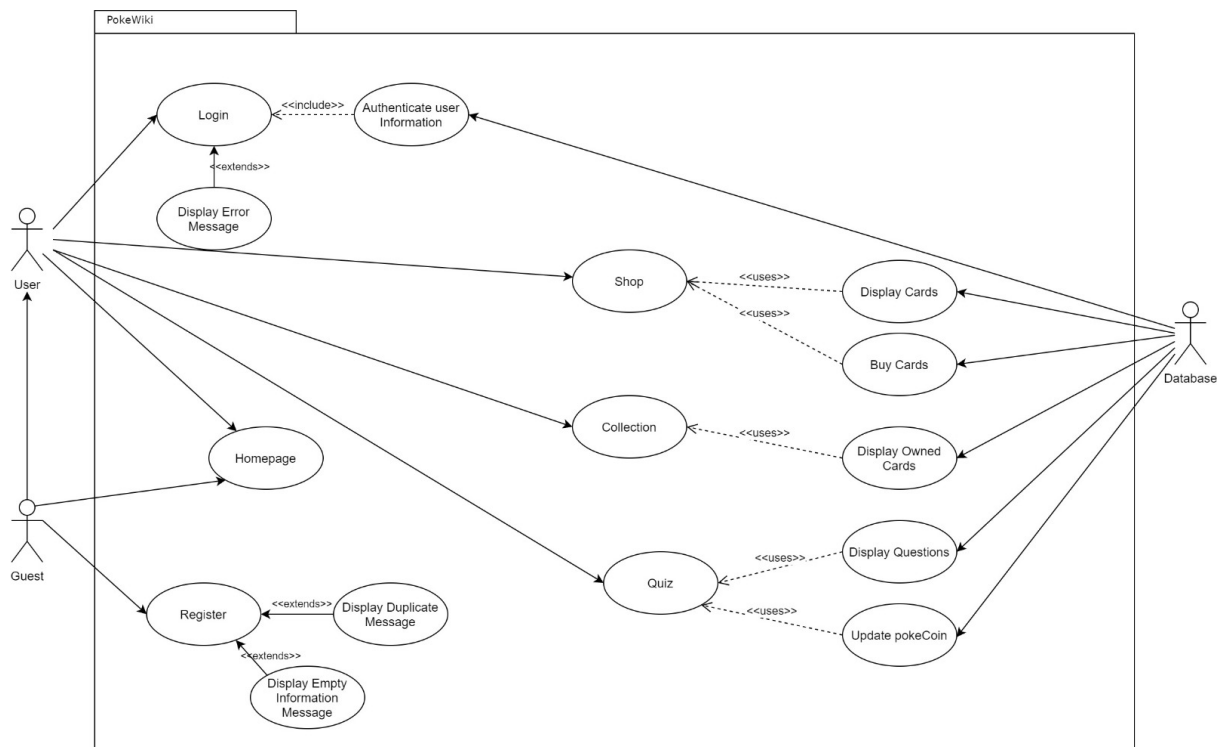 PokeWiki
Login
<<include>>
Authenticate user
Information
<<extends>>
Display Error
Message
User
Shop
<<uses>>
Display Cards
<<uses>>
Buy Cards
Database
Collection
<<uses>>
Display Owned
Cards
Homepage
Guest
Quiz
<<uses>>
Display Questions
<<uses>>
Update pokeCoin
Register
<<extends>>
Display Duplicate
Message
<<extends>>
Display Empty
Information
Message